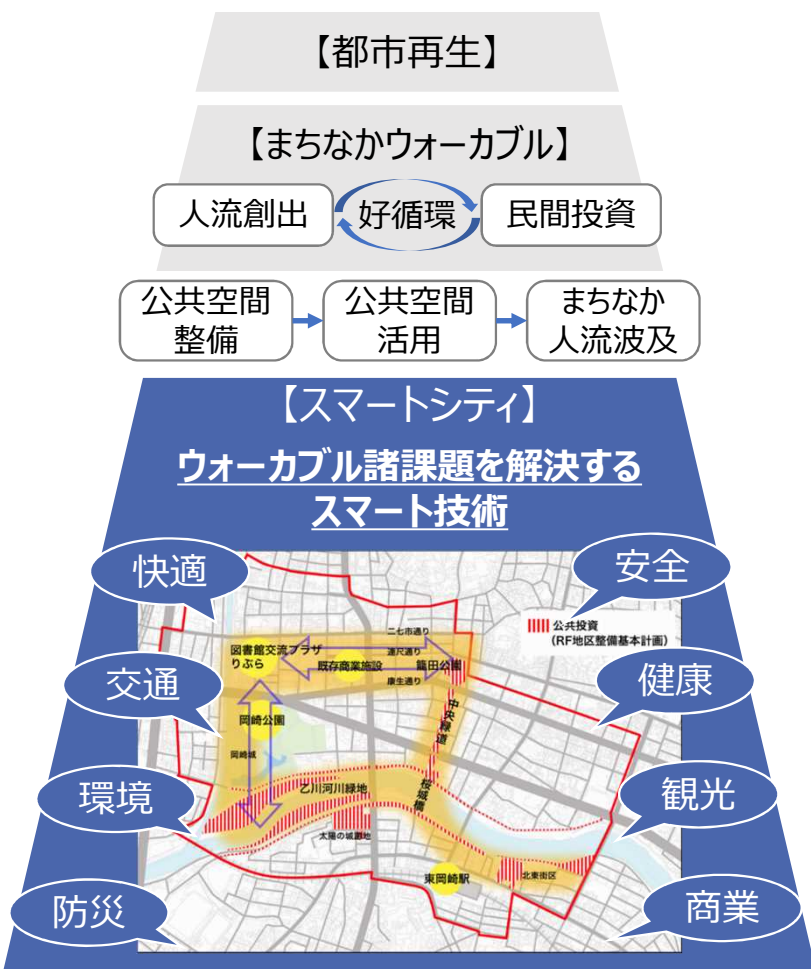 【都市再生】
【まちなかウォーカブル】
人流創出
好循環
民間投資
公共空間
整備
公共空間
活用
まちなか
人流波及
【スマートシティ】
ウォーカブル諸課題を解決する
スマート技術
快適
安全
交通
健康
環境
観光
防災
商業
公共投資
(RF地区整備基本計画)
二七市通り
図書館交流プラザ
りぶら
連尺通り
既存商業施設
籠田公園
康生通り
岡崎公園
中央緑道
岡崎城
乙川河川緑地
桜城橋
太陽の城跡地
東岡崎駅
北東街区